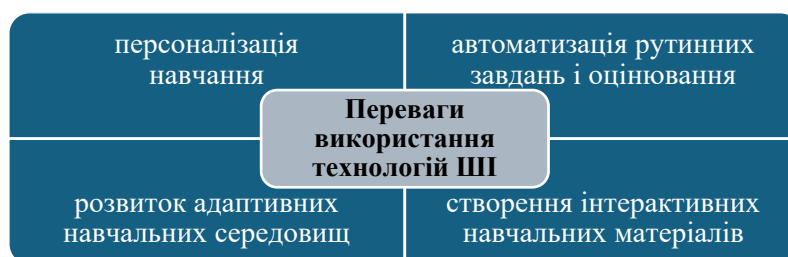 персоналізація
навчання
автоматизація рутинних
завдань і оцінювання
Переваги
використання
технологій ШІ
розвиток адаптивних
навчальних середовищ
створення інтерактивних
навчальних матеріалів